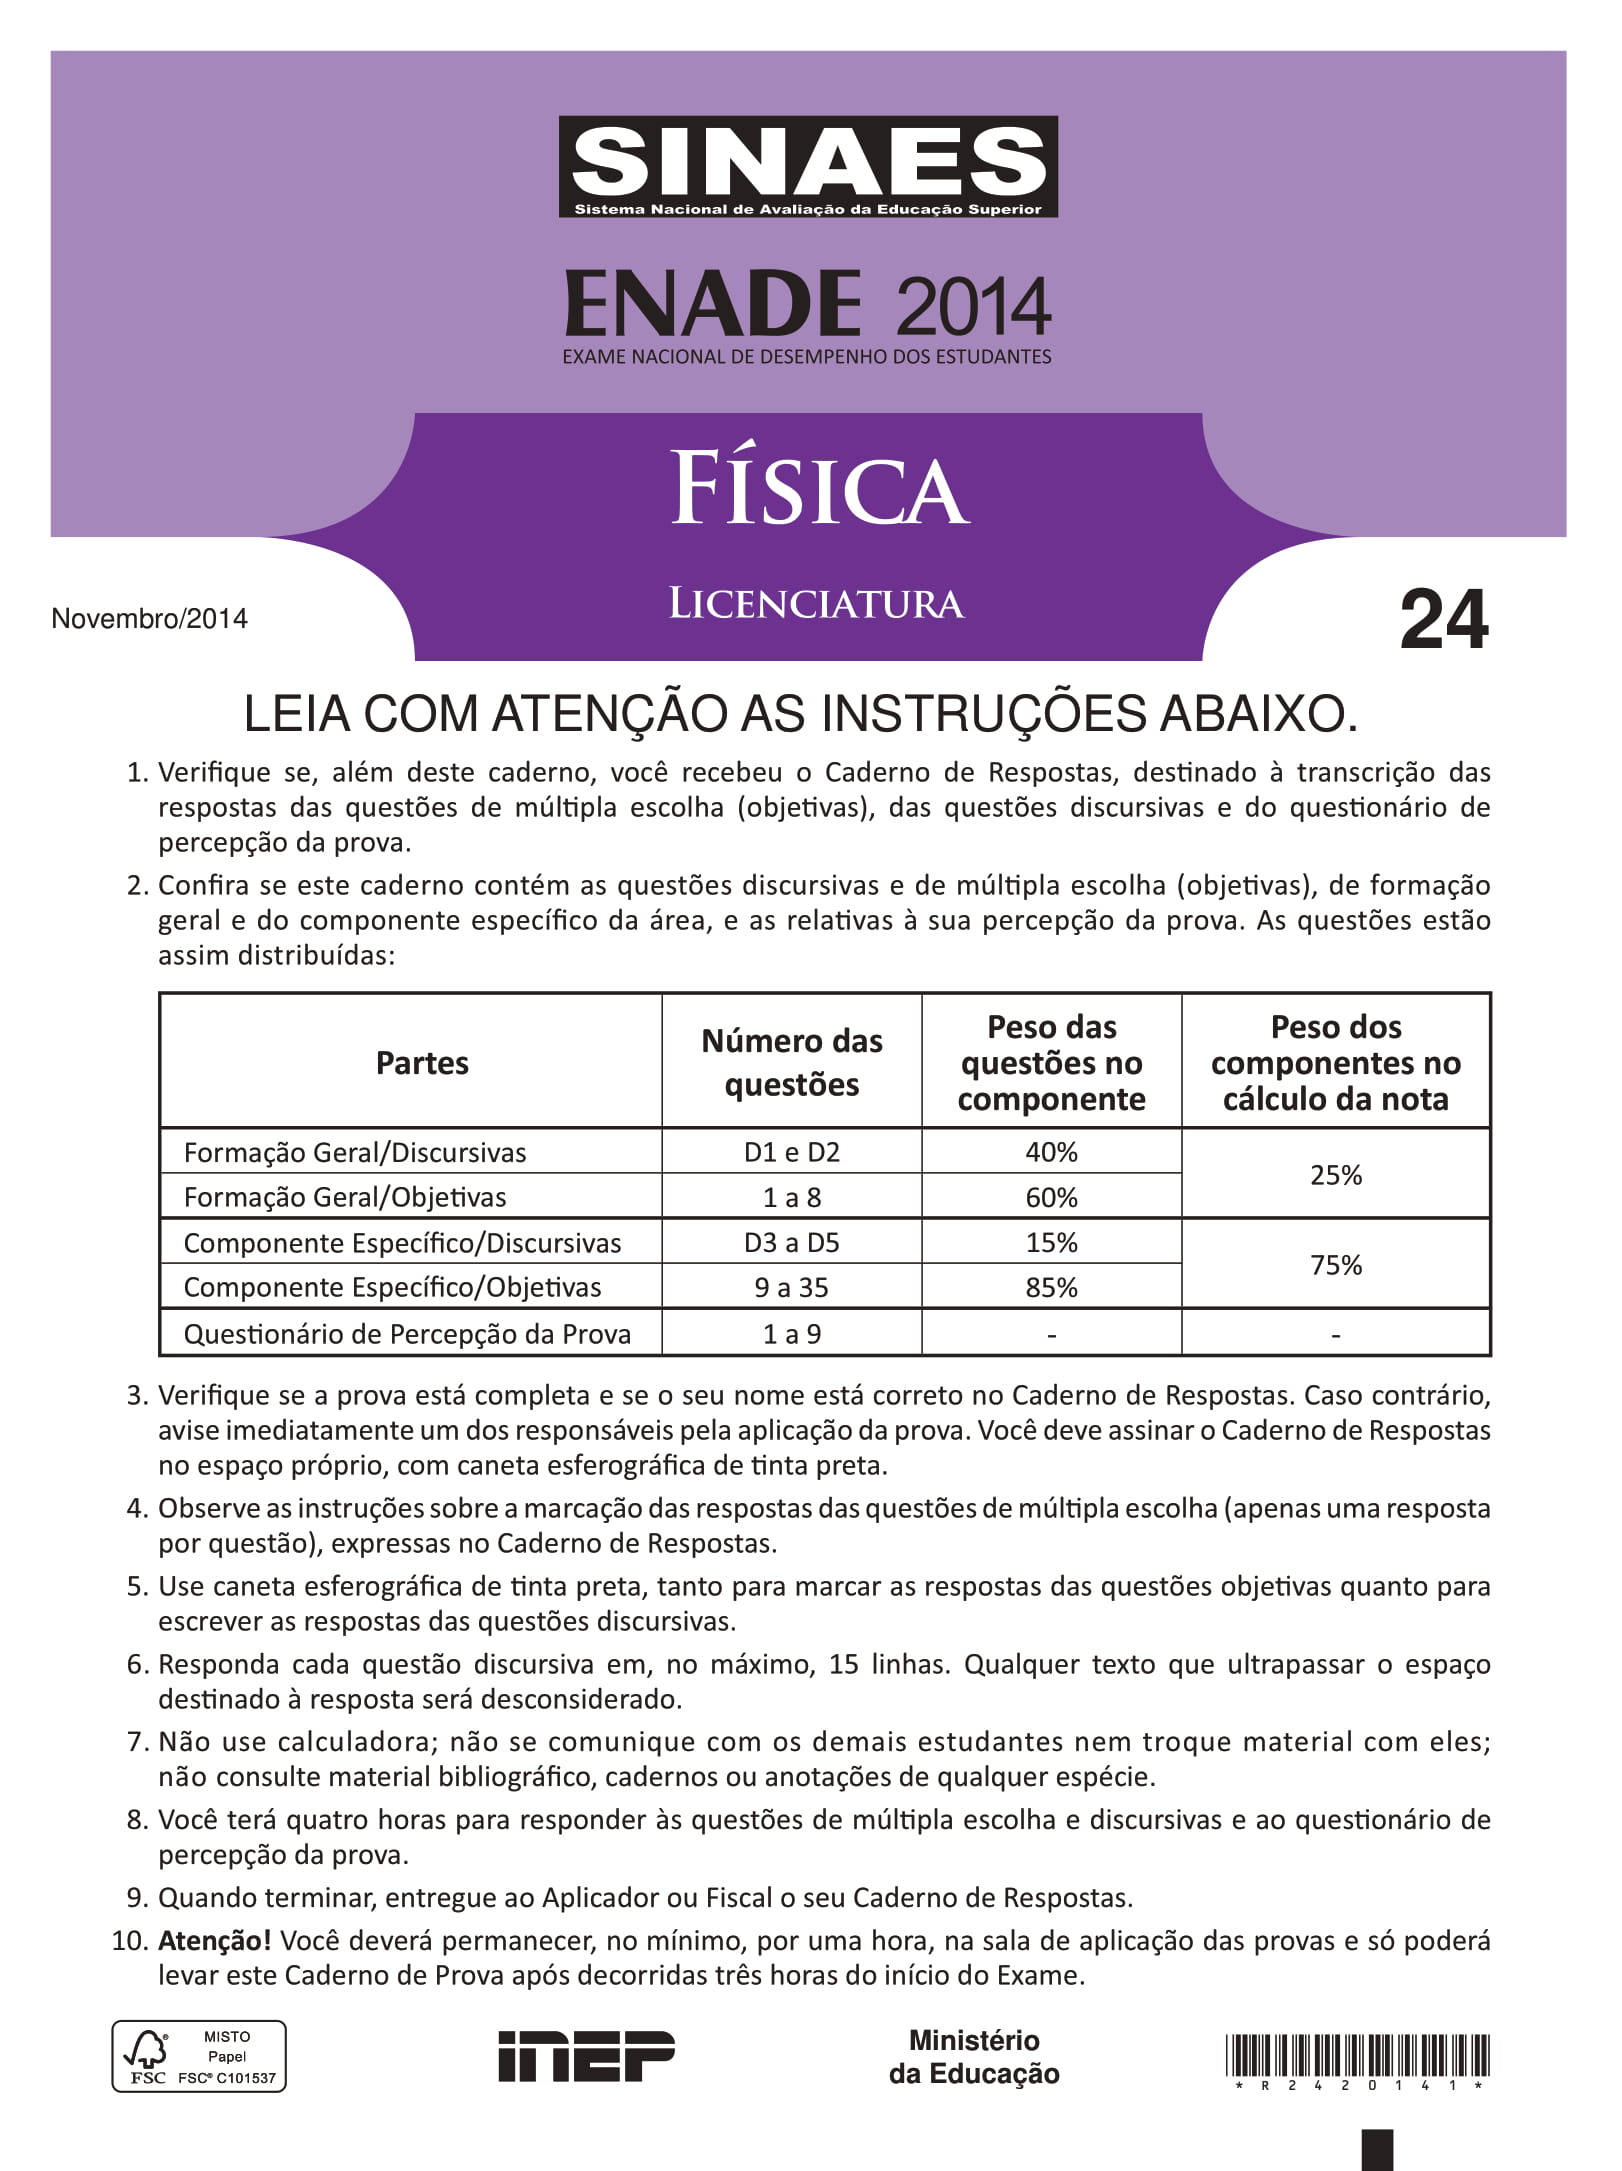 SINAES
Sistema Nacional de Avaliação da Educação Superior
ENADE 2014
EXAME NACIONAL DE DESEMPENHO DOS ESTUDANTES
FÍSICA
LICENCIATURA
Novembro/2014
24
LEIA COM ATENÇÃO AS INSTRUÇÕES ABAIXO.
1. Verifique se, além deste caderno, você recebeu o Caderno de Respostas, destinado à transcrição das
respostas das questões de múltipla escolha (objetivas), das questões discursivas e do questionário de
percepção da prova.
2. Confira se este caderno contém as questões discursivas e de múltipla escolha (objetivas), de formação
geral e do componente específico da área, e as relativas à sua percepção da prova. As questões estão
assim distribuídas:
Partes
Número das
questões
Peso das
questões no
componente
Peso dos
componentes no
cálculo da nota
Formação Geral/Discursivas D1 e D2 40%
25%
Formação Geral/Objetivas 1 a 8 60%
Componente Específico/Discursivas D3 a D5 15%
75%
Componente Específico/Objetivas 9 a 35 85%
Questionário de Percepção da Prova 1 a 9 - -
3. Verifique se a prova está completa e se o seu nome está correto no Caderno de Respostas. Caso contrário,
avise imediatamente um dos responsáveis pela aplicação da prova. Você deve assinar o Caderno de Respostas
no espaço próprio, com caneta esferográfica de tinta preta.
4. Observe as instruções sobre a marcação das respostas das questões de múltipla escolha (apenas uma resposta
por questão), expressas no Caderno de Respostas.
5. Use caneta esferográfica de tinta preta, tanto para marcar as respostas das questões objetivas quanto para
escrever as respostas das questões discursivas.
6. Responda cada questão discursiva em, no máximo, 15 linhas. Qualquer texto que ultrapassar o espaço
destinado à resposta será desconsiderado.
7. Não use calculadora; não se comunique com os demais estudantes nem troque material com eles;
não consulte material bibliográfico, cadernos ou anotações de qualquer espécie.
8. Você terá quatro horas para responder às questões de múltipla escolha e discursivas e ao questionário de
percepção da prova.
9. Quando terminar, entregue ao Aplicador ou Fiscal o seu Caderno de Respostas.
10. Atenção! Você deverá permanecer, no mínimo, por uma hora, na sala de aplicação das provas e só poderá
levar este Caderno de Prova após decorridas três horas do início do Exame.
MISTO
Papel
FSC® C101537
FSC
®
INEP
Ministério
da Educação
* R 2 4 2 0 1 4 1 *